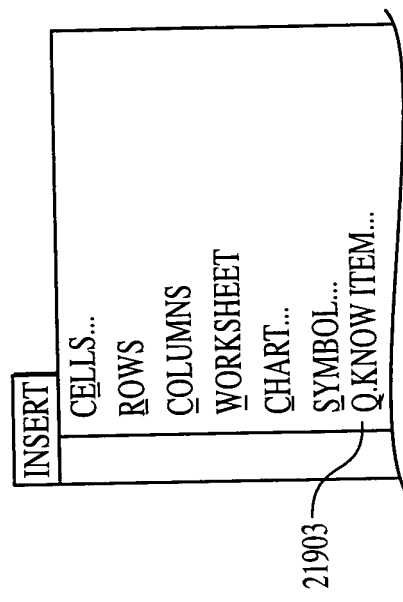 INSERT
CELLS...
ROWS
COLUMNS
WORKSHEET
CHART...
SYMBOL...
Q.KNOW ITEM...
21903